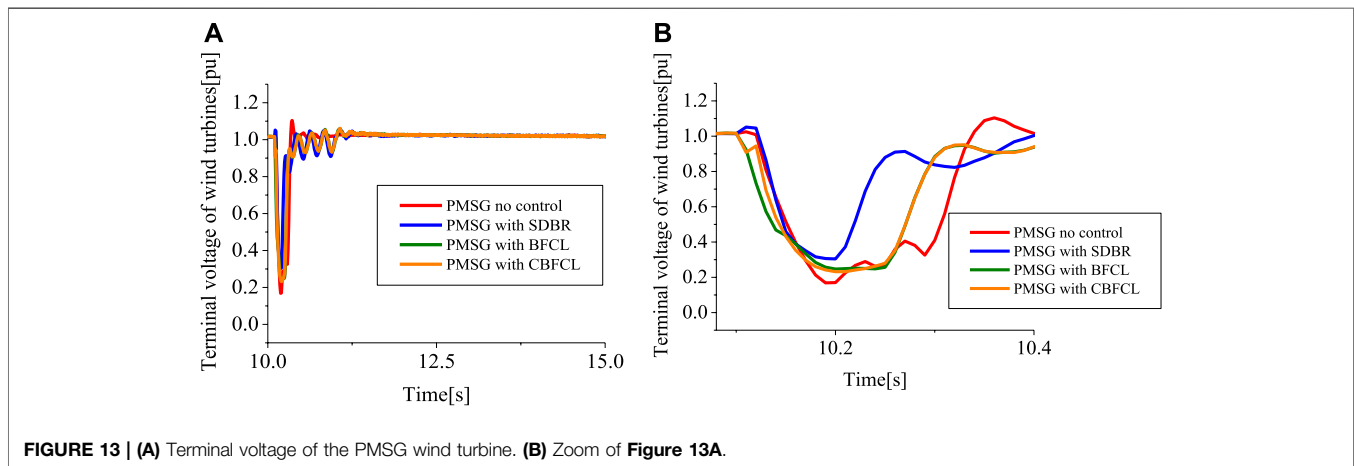 A
Terminal voltage of wind turbines[pu]
1.2
1.0
0.8
0.6
0.4
0.2
0.0
PMSG no control
PMSG with SDBR
PMSG with BFCL
PMSG with CBFCL
10.0
12.5
15.0
Time[s]
B
Terminal voltage of wind turbines[pu]
1.2
1.0
0.8
0.6
0.4
0.2
0.0
PMSG no control
PMSG with SDBR
PMSG with BFCL
PMSG with CBFCL
10.2
10.4
Time[s]
FIGURE 13 | (A) Terminal voltage of the PMSG wind turbine. (B) Zoom of Figure 13A.